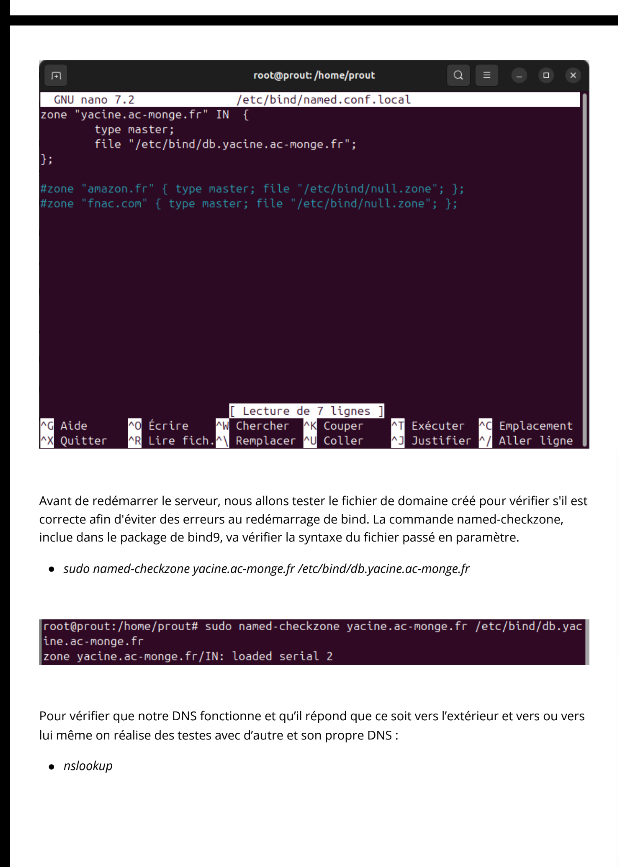 root@prout: /home/prout
GNU nano 7.2 /etc/bind/named.conf.local
zone "yacine.ac-monge.fr" IN {
type master;
file "/etc/bind/db.yacine.ac-monge.fr";
};
#zone "amazon.fr" { type master; file "/etc/bind/null.zone"; };
#zone "fnac.com" { type master; file "/etc/bind/null.zone"; };
[ Lecture de 7 lignes ]
^G Aide ^O Écrire ^W Chercher ^K Couper ^T Exécuter ^C Emplacement
^X Quitter ^R Lire fich. ^\ Remplacer ^U Coller ^J Justifier ^/ Aller ligne
Avant de redémarrer le serveur, nous allons tester le fichier de domaine créé pour vérifier s'il est
correcte afin d'éviter des erreurs au redémarrage de bind. La commande named-checkzone,
inclue dans le package de bind9, va vérifier la syntaxe du fichier passé en paramètre.
● sudo named-checkzone yacine.ac-monge.fr /etc/bind/db.yacine.ac-monge.fr
root@prout:/home/prout# sudo named-checkzone yacine.ac-monge.fr /etc/bind/db.yac
ine.ac-monge.fr
zone yacine.ac-monge.fr/IN: loaded serial 2
Pour vérifier que notre DNS fonctionne et qu'il répond que ce soit vers l'extérieur et vers ou vers
lui même on réalise des testes avec d'autre et son propre DNS :
● nslookup